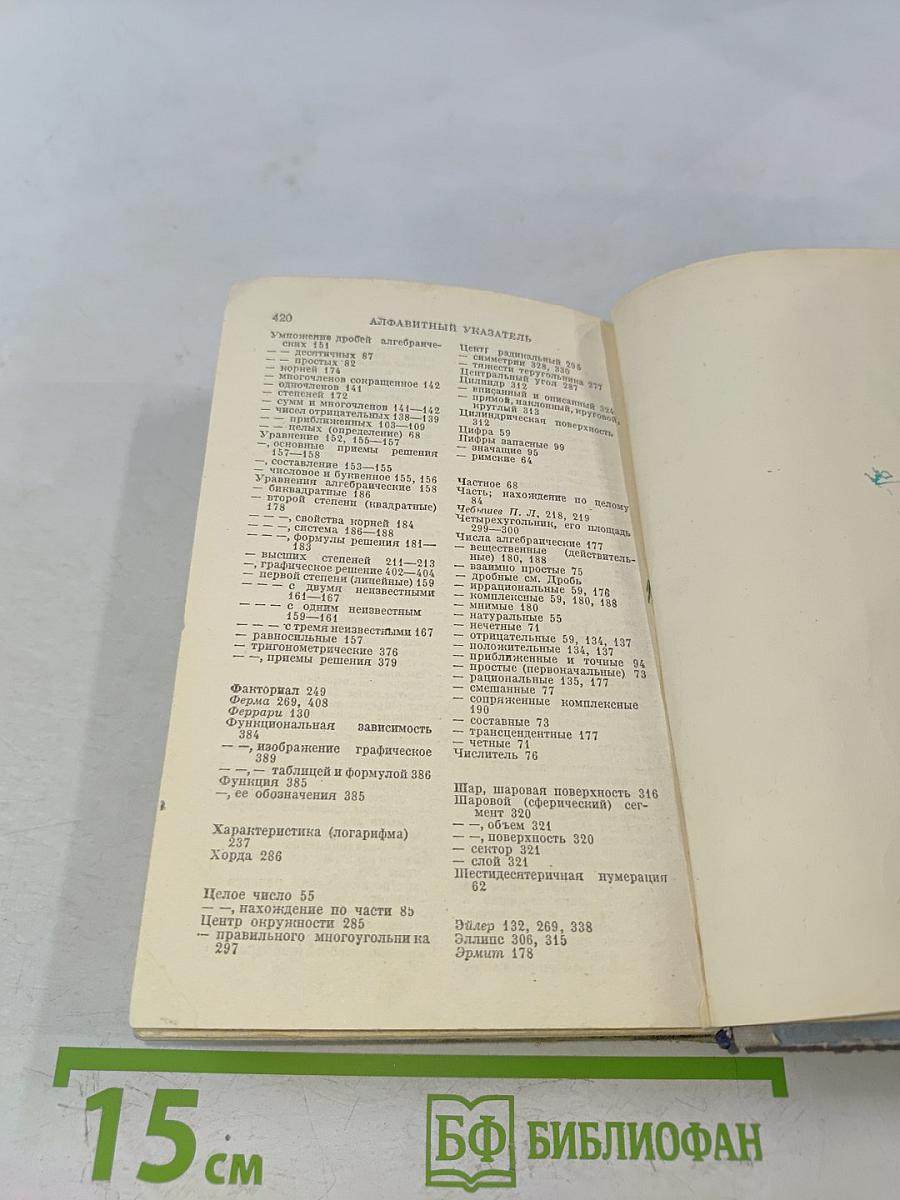 420
АЛФАВИТНЫЙ УКАЗАТЕЛЬ
Умножение дробей алгебраиче-
ских 151
— — десятичных 87
— — простых 82
— корней 174
— многочленов сокращенное 142
— одночленов 141
— степеней 172
— сумм и многочленов 141—142
— чисел отрицательных 138—139
— — приближенных 103—109
— — целых (определение) 68
Уравнение 152, 155—157
—, основные приемы решения
157—158
—, составление 153—155
— числовое и буквенное 155, 156
Уравнения алгебраические 158
— биквадратные 186
— второй степени (квадратные)
178
— — —, свойства корней 184
— — —, система 186—188
— — —, формулы решения 181—
183
— высших степеней 211—213
—, графическое решение 402—404
— первой степени (линейные) 159
— — — с двумя неизвестными
161—167
— — — с одним неизвестным
159—161
— — — с тремя неизвестными 167
— равносильные 157
— тригонометрические 376
— —, приемы решения 379
Факториал 249
Ферма 269, 408
Феррари 130
Функциональная зависимость
384
— —, изображение графическое
389
— —, — таблицей и формулой 386
Функция 385
—, ее обозначения 385
Характеристика (логарифма)
237
Хорда 286
Целое число 55
— —, нахождение по части 85
Центр окружности 285
— правильного многоугольника
297
Центр радикальный 295
— симметрии 328, 330
— тяжести теругольника 277
Центральный угол 287
Цилиндр 312
— вписанный и описанный 324
— прямой, наклонный, круговой,
круглый 313
Цилиндрическая поверхность
312
Цифра 59
Цифры запасные 99
— значащие 95
— римские 64
Частное 68
Часть; нахождение по целому
84
Чебышев П. Л. 218, 219
Четырехугольник, его площадь
299—300
Числа алгебраические 177
— вещественные (действитель-
ные) 180, 188
— взаимно простые 75
— дробные см. Дробь
— иррациональные 59, 176
— комплексные 59, 180, 188
— мнимые 180
— натуральные 55
— нечетные 71
— отрицательные 59, 134, 137
— положительные 134, 137
— приближенные и точные 94
— простые (первоначальные) 73
— рациональные 135, 177
— смешанные 77
— сопряженные комплексные
190
— составные 73
— трансцендентные 177
— четные 71
Числитель 76
Шар, шаровая поверхность 316
Шаровой (сферический) сег-
мент 320
— —, объем 321
— —, поверхность 320
— сектор 321
— слой 321
Шестидесятеричная нумерация
62
Эйлер 132, 269, 338
Эллипс 306, 315
Эрмит 178
15 см
БФ БИБЛИОФАН